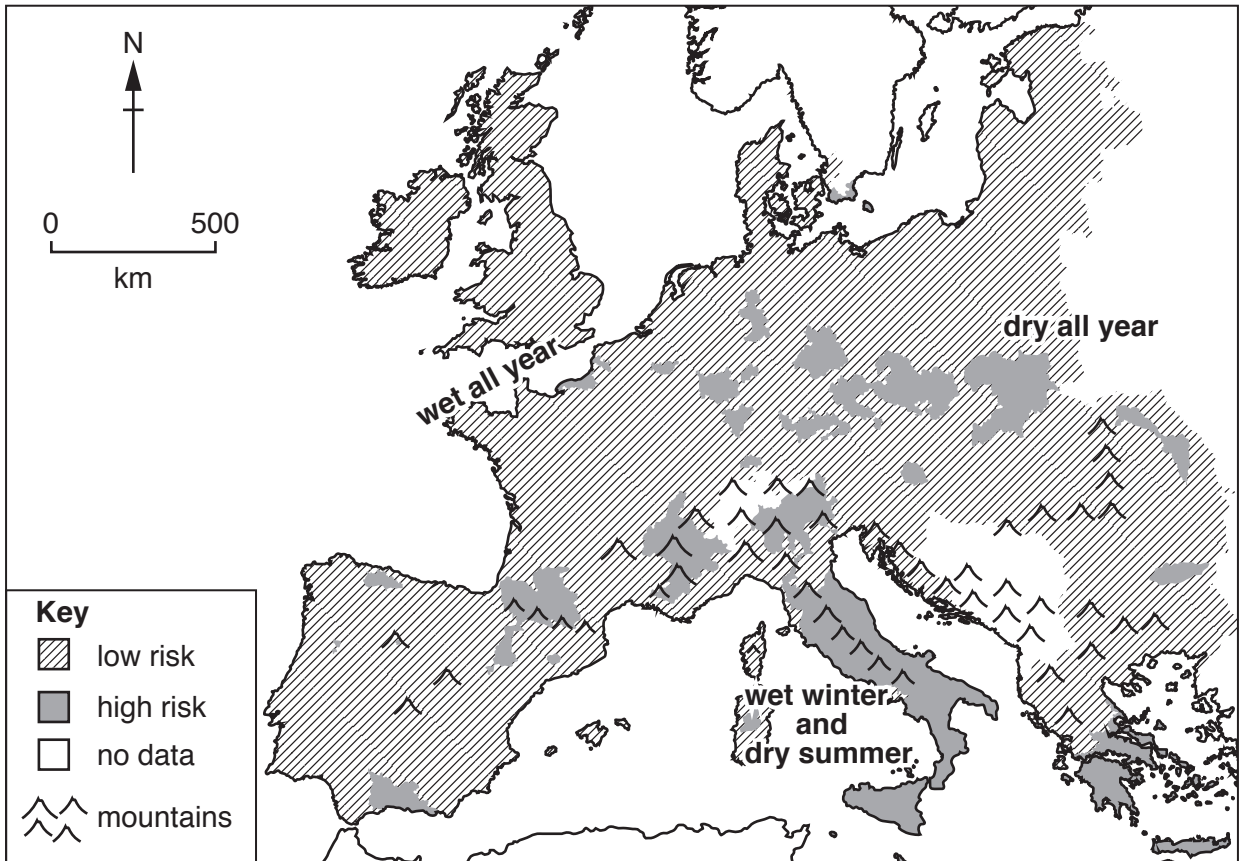 N
0 500
km
dry all year
wet all year
wet winter
and
dry summer
Key
low risk
high risk
no data
mountains